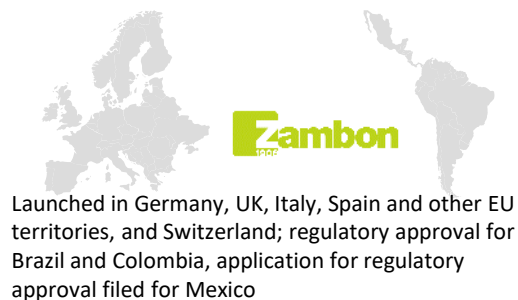 Zambon
1906
Launched in Germany, UK, Italy, Spain and other EU
territories, and Switzerland; regulatory approval for
Brazil and Colombia, application for regulatory
approval filed for Mexico